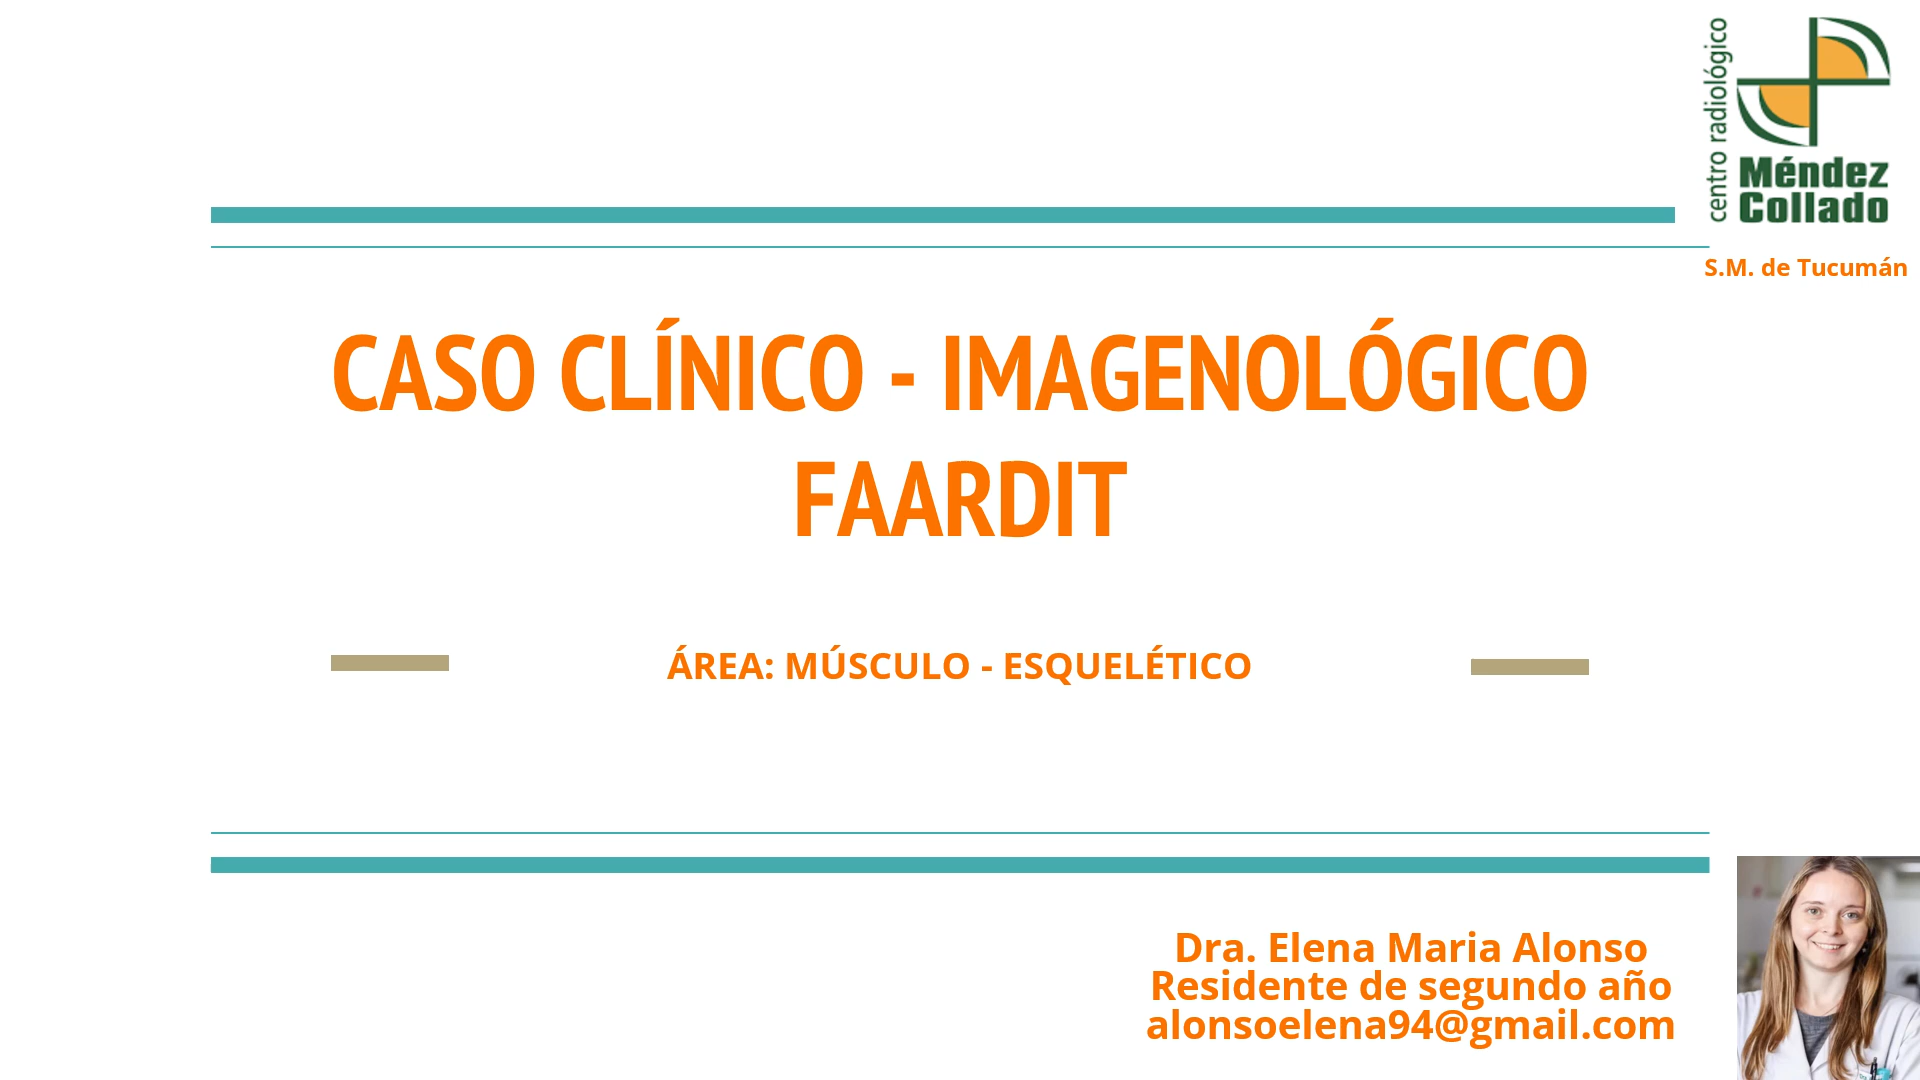 centro radiológico
Méndez
Collado
S.M. de Tucumán
CASO CLÍNICO - IMAGENOLÓGICO
FAARDIT
ÁREA: MÚSCULO - ESQUELÉTICO
Dra. Elena Maria Alonso
Residente de segundo año
alonsoelena94@gmail.com